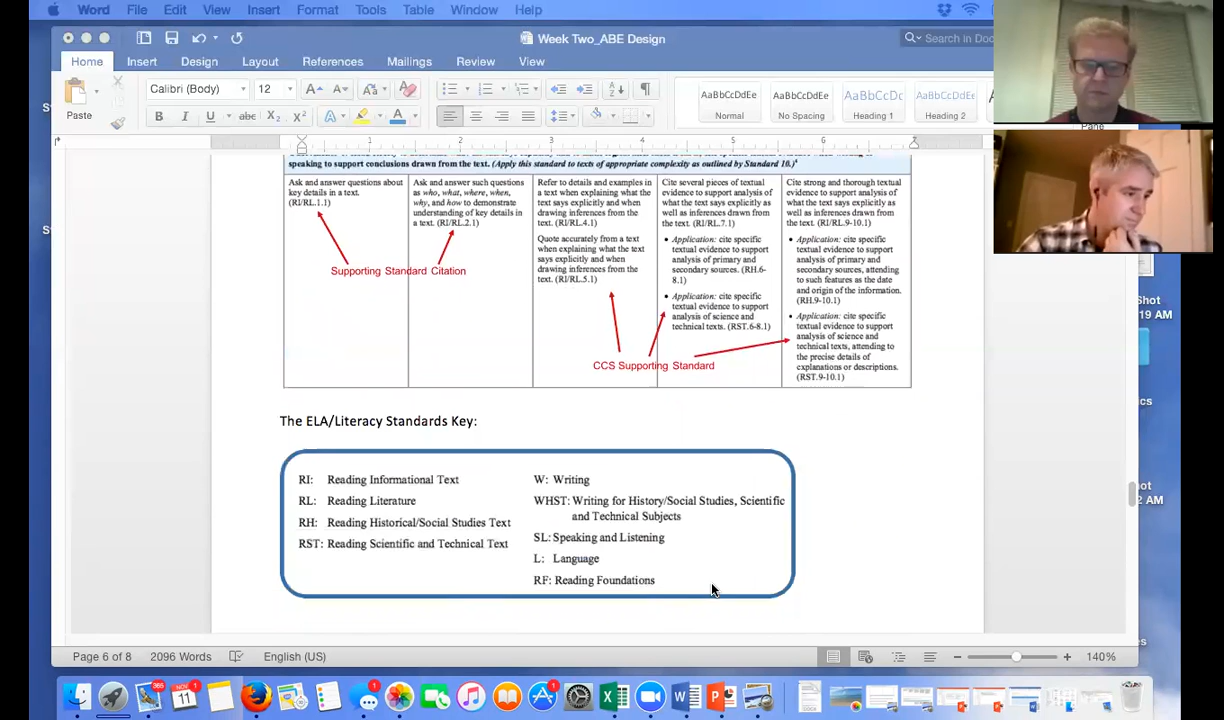 Word File Edit View Insert Format Tools Table Window Help
Week Two_ABE Design
Search in Doc
Home Insert Design Layout References Mailings Review View
Paste
Calibri (Body) 12
AaBbCcDdEe AaBbCcDdEe AaBbCcDc AaBbCcDdEe
Normal No Spacing Heading 1 Heading 2
Pane
1 2 3 4 5 6
speaking to support conclusions drawn from the text. (Apply this standard to texts of appropriate complexity as outlined by Standard 10.)4
Ask and answer questions about
key details in a text.
(RI/RL.1.1)
Ask and answer such questions
as who, what, where, when,
why, and how to demonstrate
understanding of key details in
a text. (RI/RL.2.1)
Refer to details and examples in
a text when explaining what the
text says explicitly and when
drawing inferences from the
text. (RI/RL.4.1)
Quote accurately from a text
when explaining what the text
says explicitly and when
drawing inferences from the
text. (RI/RL.5.1)
Cite several pieces of textual
evidence to support analysis of
what the text says explicitly as
well as inferences drawn from
the text. (RI/RL.7.1)
• Application: cite specific
textual evidence to support
analysis of primary and
secondary sources. (RH.6-
8.1)
• Application: cite specific
textual evidence to support
analysis of science and
technical texts. (RST.6-8.1)
Cite strong and thorough textual
evidence to support analysis of
what the text says explicitly as
well as inferences drawn from
the text. (RI/RL.9-10.1)
• Application: cite specific
textual evidence to support
analysis of primary and
secondary sources, attending
to such features as the date
and origin of the information.
(RH.9-10.1)
• Application: cite specific
textual evidence to support
analysis of science and
technical texts, attending to
the precise details of
explanations or descriptions.
(RST.9-10.1)
Supporting Standard Citation
CCS Supporting Standard
The ELA/Literacy Standards Key:
RI: Reading Informational Text
RL: Reading Literature
RH: Reading Historical/Social Studies Text
RST: Reading Scientific and Technical Text
W: Writing
WHST: Writing for History/Social Studies, Scientific
and Technical Subjects
SL: Speaking and Listening
L: Language
RF: Reading Foundations
Page 6 of 8 2096 Words English (US) 140%